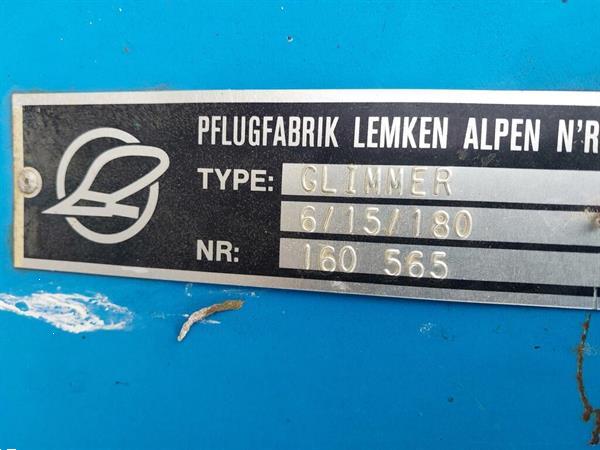 PFLUGFABRIK LEMKEN ALPEN N'R
TYPE: GLIMMER
6/15/180
NR: 160 565